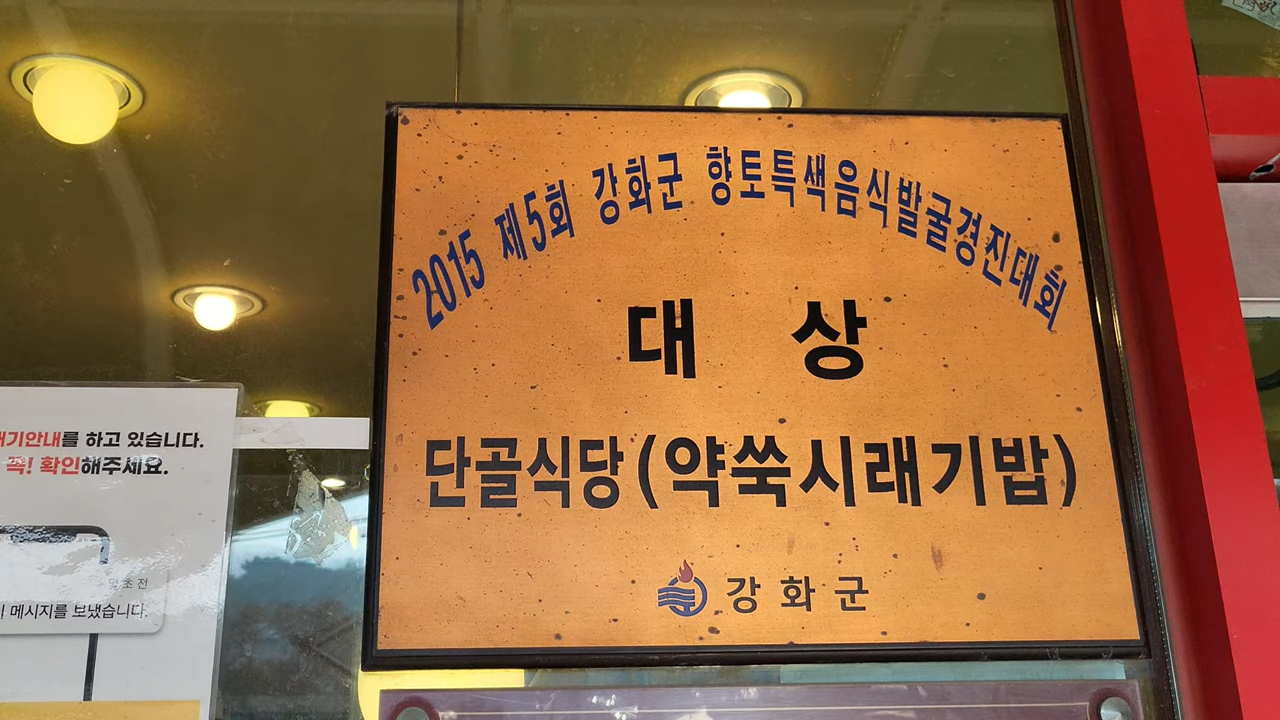 2015 제5회 강화군 향토특색음식발굴경진대회
대 상
단골식당(약쑥시래기밥)
강화군
대기안내를 하고 있습니다.
꼭! 확인해주세요.
초 전
메시지를 보냈습니다.